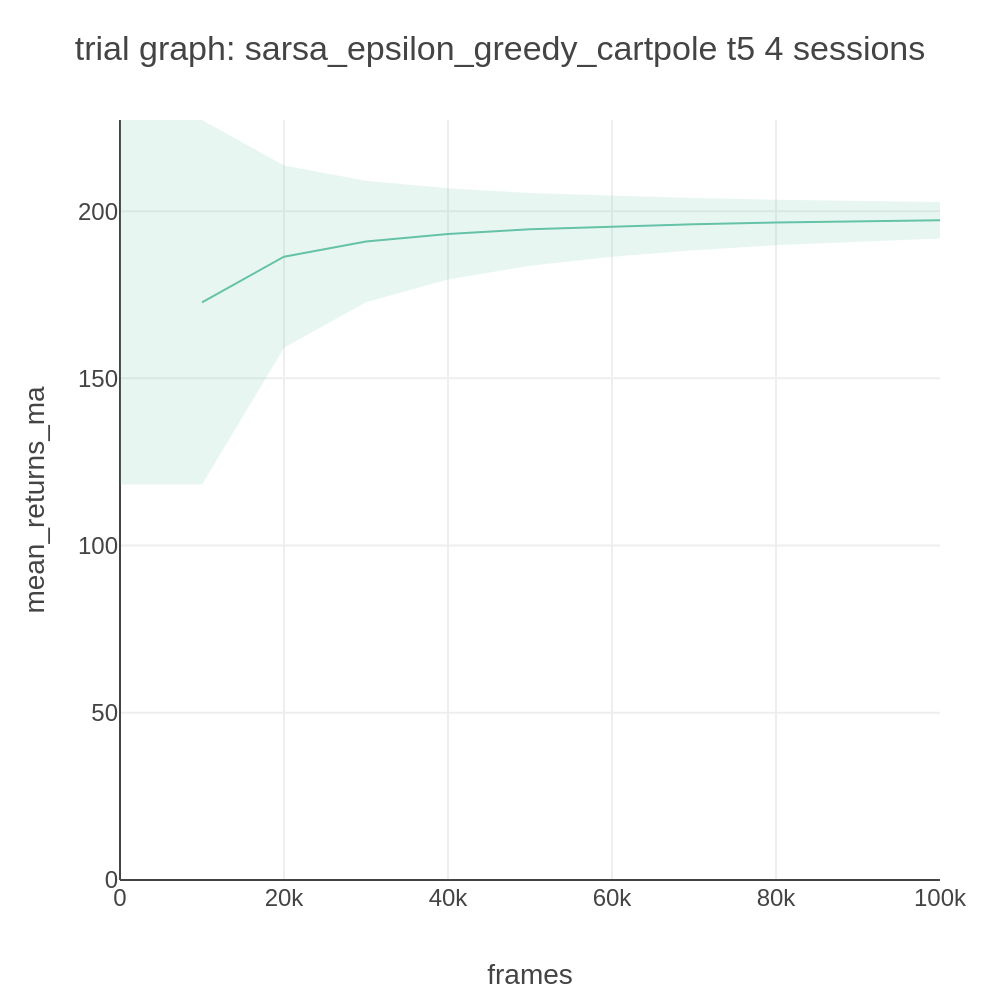 trial graph: sarsa_epsilon_greedy_cartpole t5 4 sessions
mean_returns_ma
200
150
100
50
0
0
20k
40k
60k
80k
100k
frames